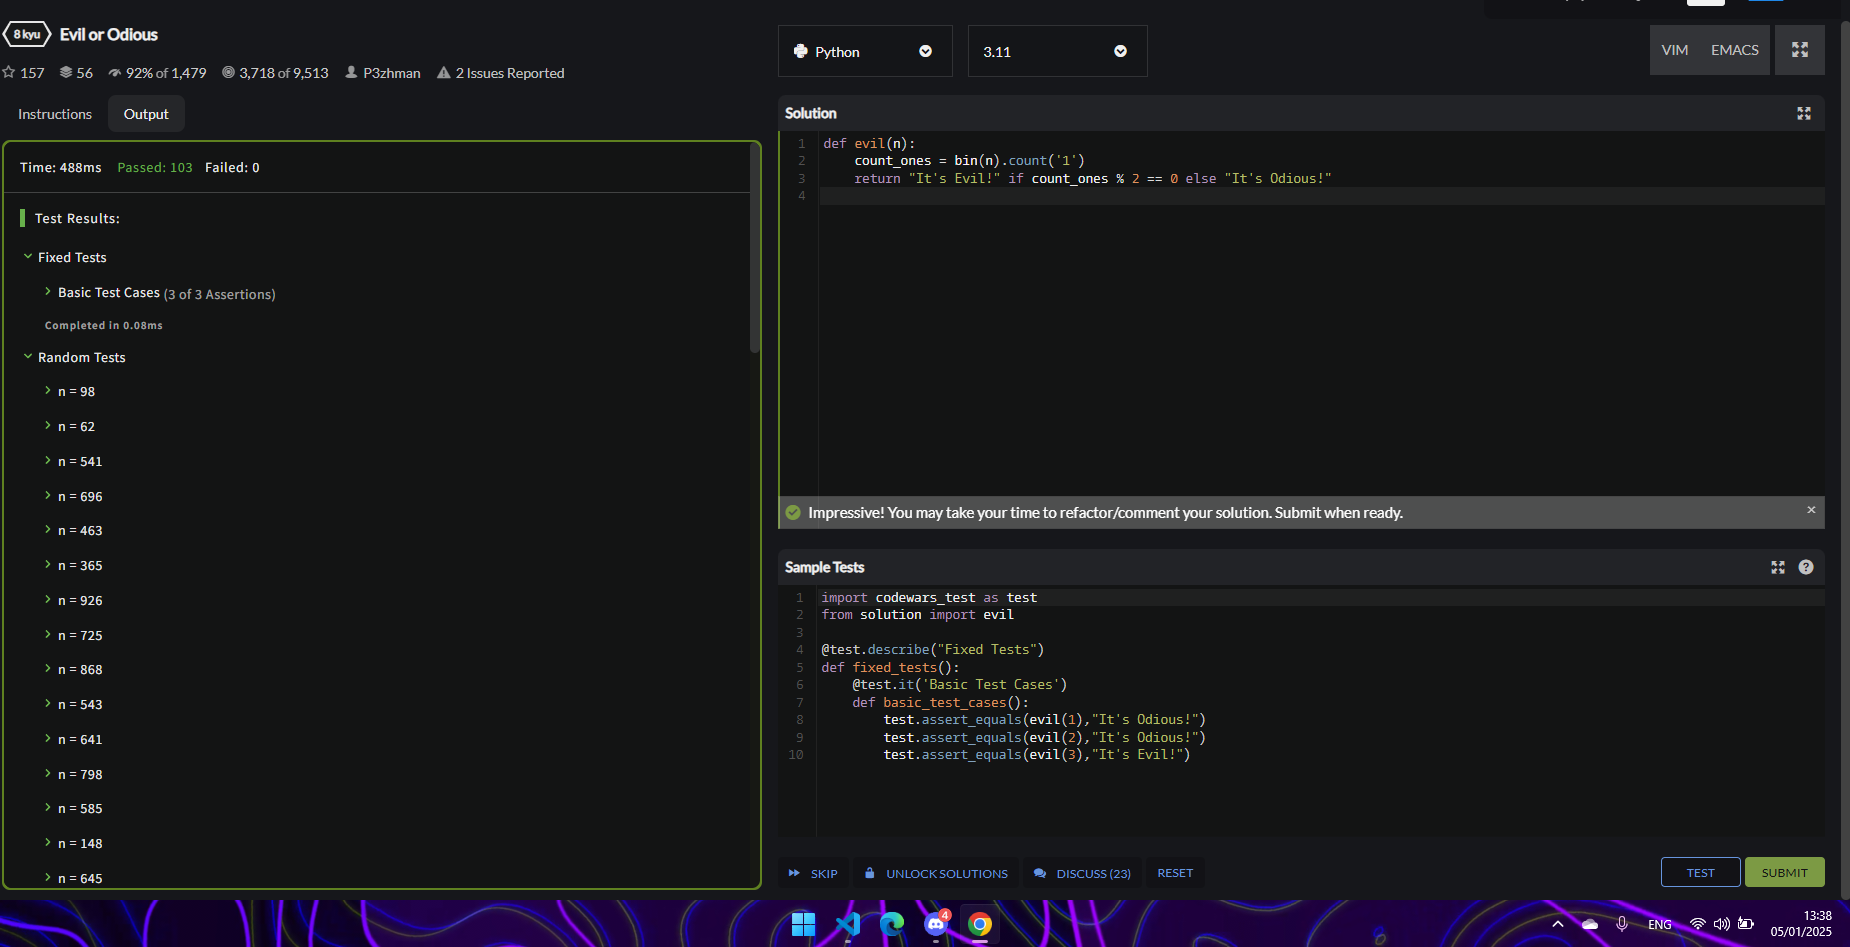 8 kyu Evil or Odious
157 56 92% of 1,479 3,718 of 9,513 P3zhman 2 Issues Reported
Instructions Output
Time: 488ms Passed: 103 Failed: 0
Test Results:
Fixed Tests
Basic Test Cases (3 of 3 Assertions)
Completed in 0.08ms
Random Tests
n = 98
n = 62
n = 541
n = 696
n = 463
n = 365
n = 926
n = 725
n = 868
n = 543
n = 641
n = 798
n = 585
n = 148
n = 645
Python 3.11 VIM EMACS
Solution
1 def evil(n):
2     count_ones = bin(n).count('1')
3     return "It's Evil!" if count_ones % 2 == 0 else "It's Odious!"
4
Impressive! You may take your time to refactor/comment your solution. Submit when ready.
Sample Tests
1 import codewars_test as test
2 from solution import evil
3
4 @test.describe("Fixed Tests")
5 def fixed_tests():
6     @test.it('Basic Test Cases')
7     def basic_test_cases():
8         test.assert_equals(evil(1),"It's Odious!")
9         test.assert_equals(evil(2),"It's Odious!")
10         test.assert_equals(evil(3),"It's Evil!")
SKIP UNLOCK SOLUTIONS DISCUSS (23) RESET TEST SUBMIT
4
ENG
13:38
05/01/2025